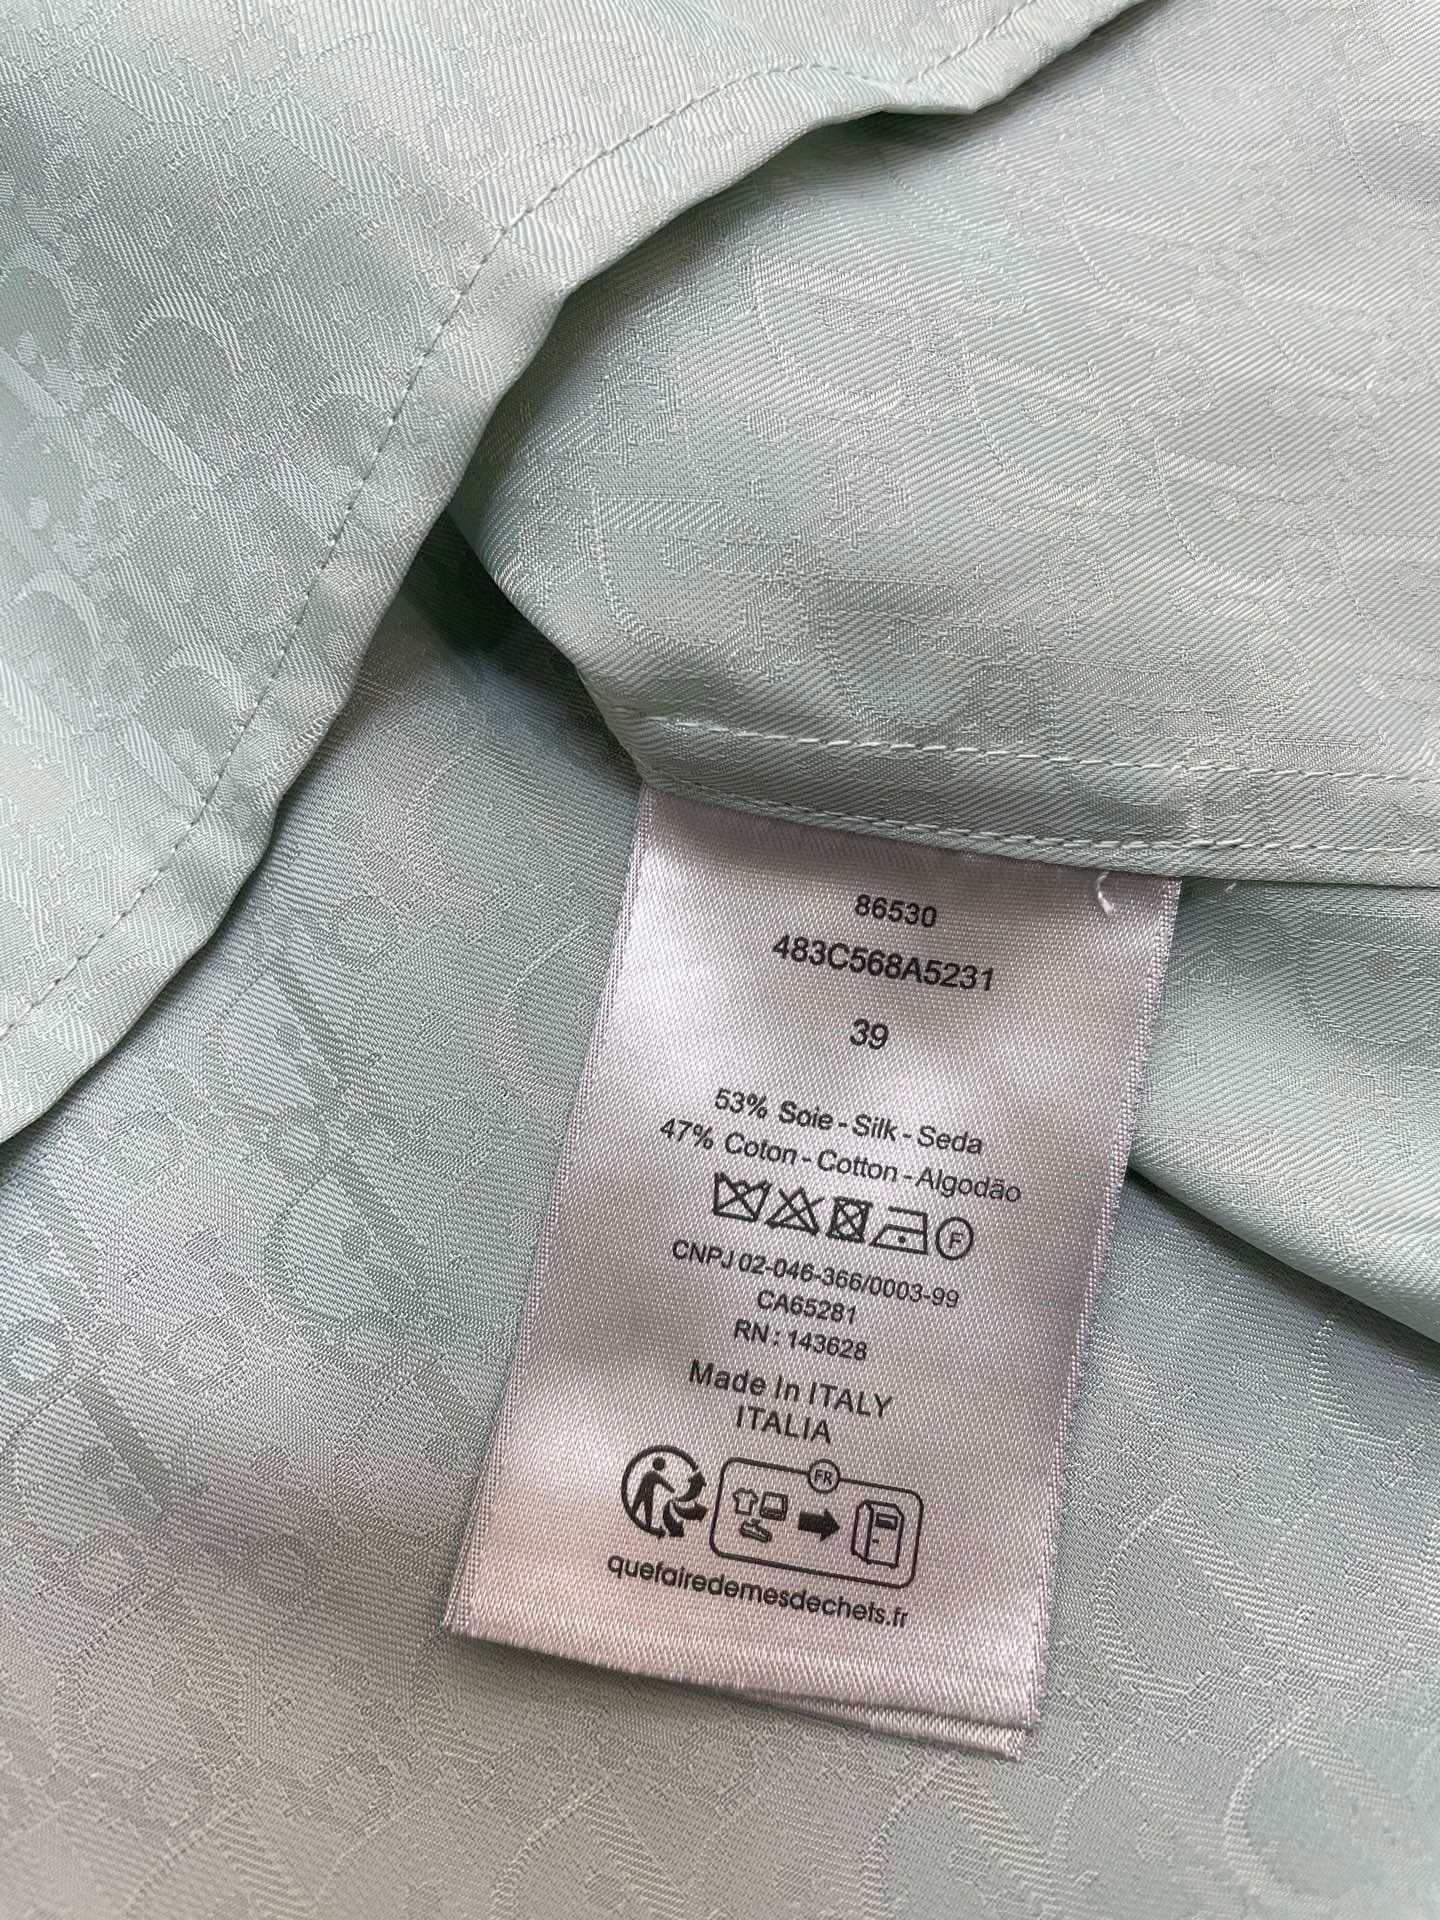 86530
483C568A5231
39
53% Soie - Silk - Seda
47% Coton - Cotton - Algodão
F
CNPJ 02-046-366/0003-99
CA65281
RN : 143628
Made In ITALY
ITALIA
FR
quefairedemesdechets.fr